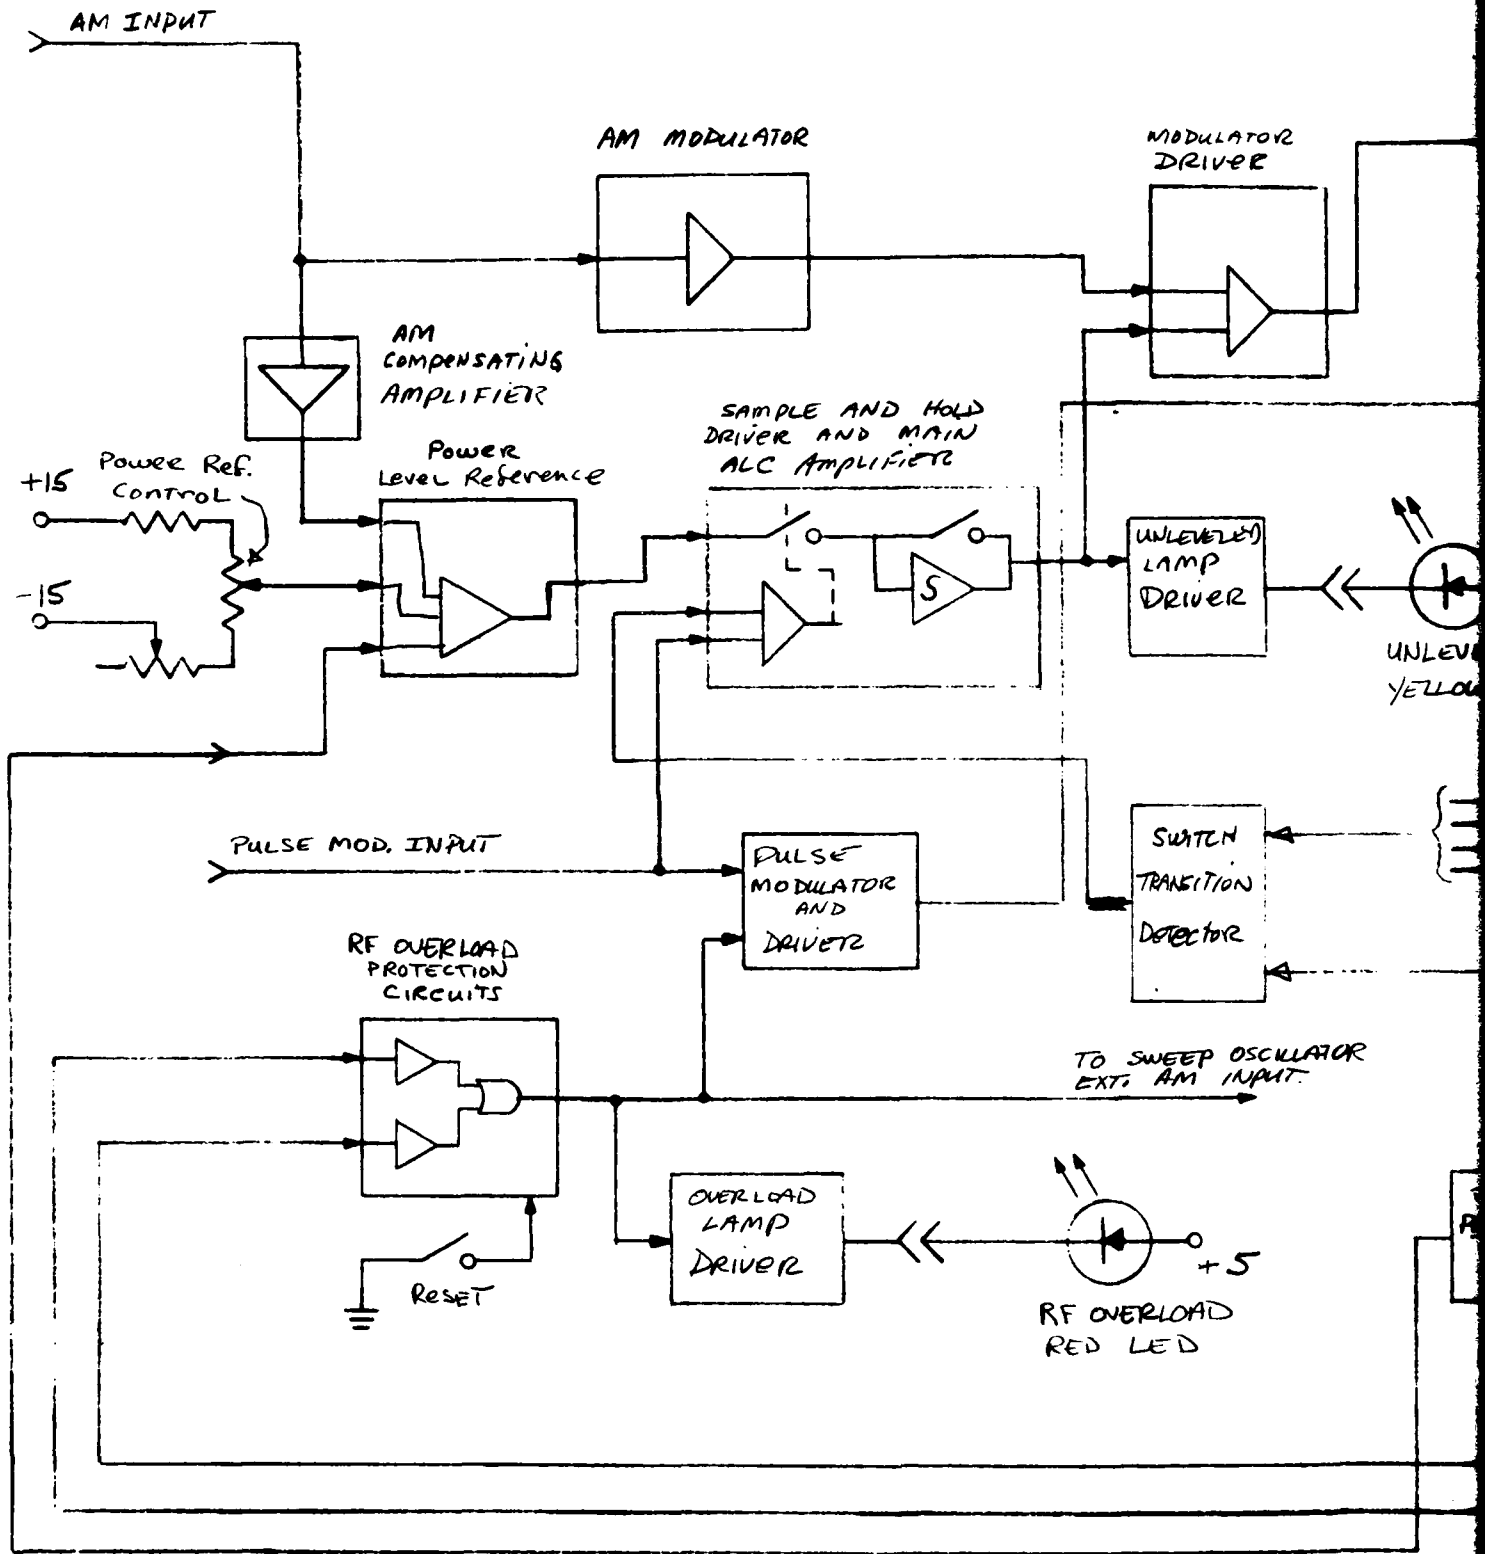 AM INPUT
AM MODULATOR
MODULATOR
DRIVER
AM
COMPENSATING
AMPLIFIER
SAMPLE AND HOLD
DRIVER AND MAIN
ALC AMPLIFIER
Power
Level Reference
Power Ref.
Control
+15
-15
S
UNLEVELED
LAMP
DRIVER
UNLEV
YELLOW
PULSE MOD. INPUT
PULSE
MODULATOR
AND
DRIVER
SWITCH
TRANSITION
DETECTOR
RF OVERLOAD
PROTECTION
CIRCUITS
TO SWEEP OSCILLATOR
EXT. AM INPUT.
OVERLOAD
LAMP
DRIVER
RESET
+5
RF OVERLOAD
RED LED